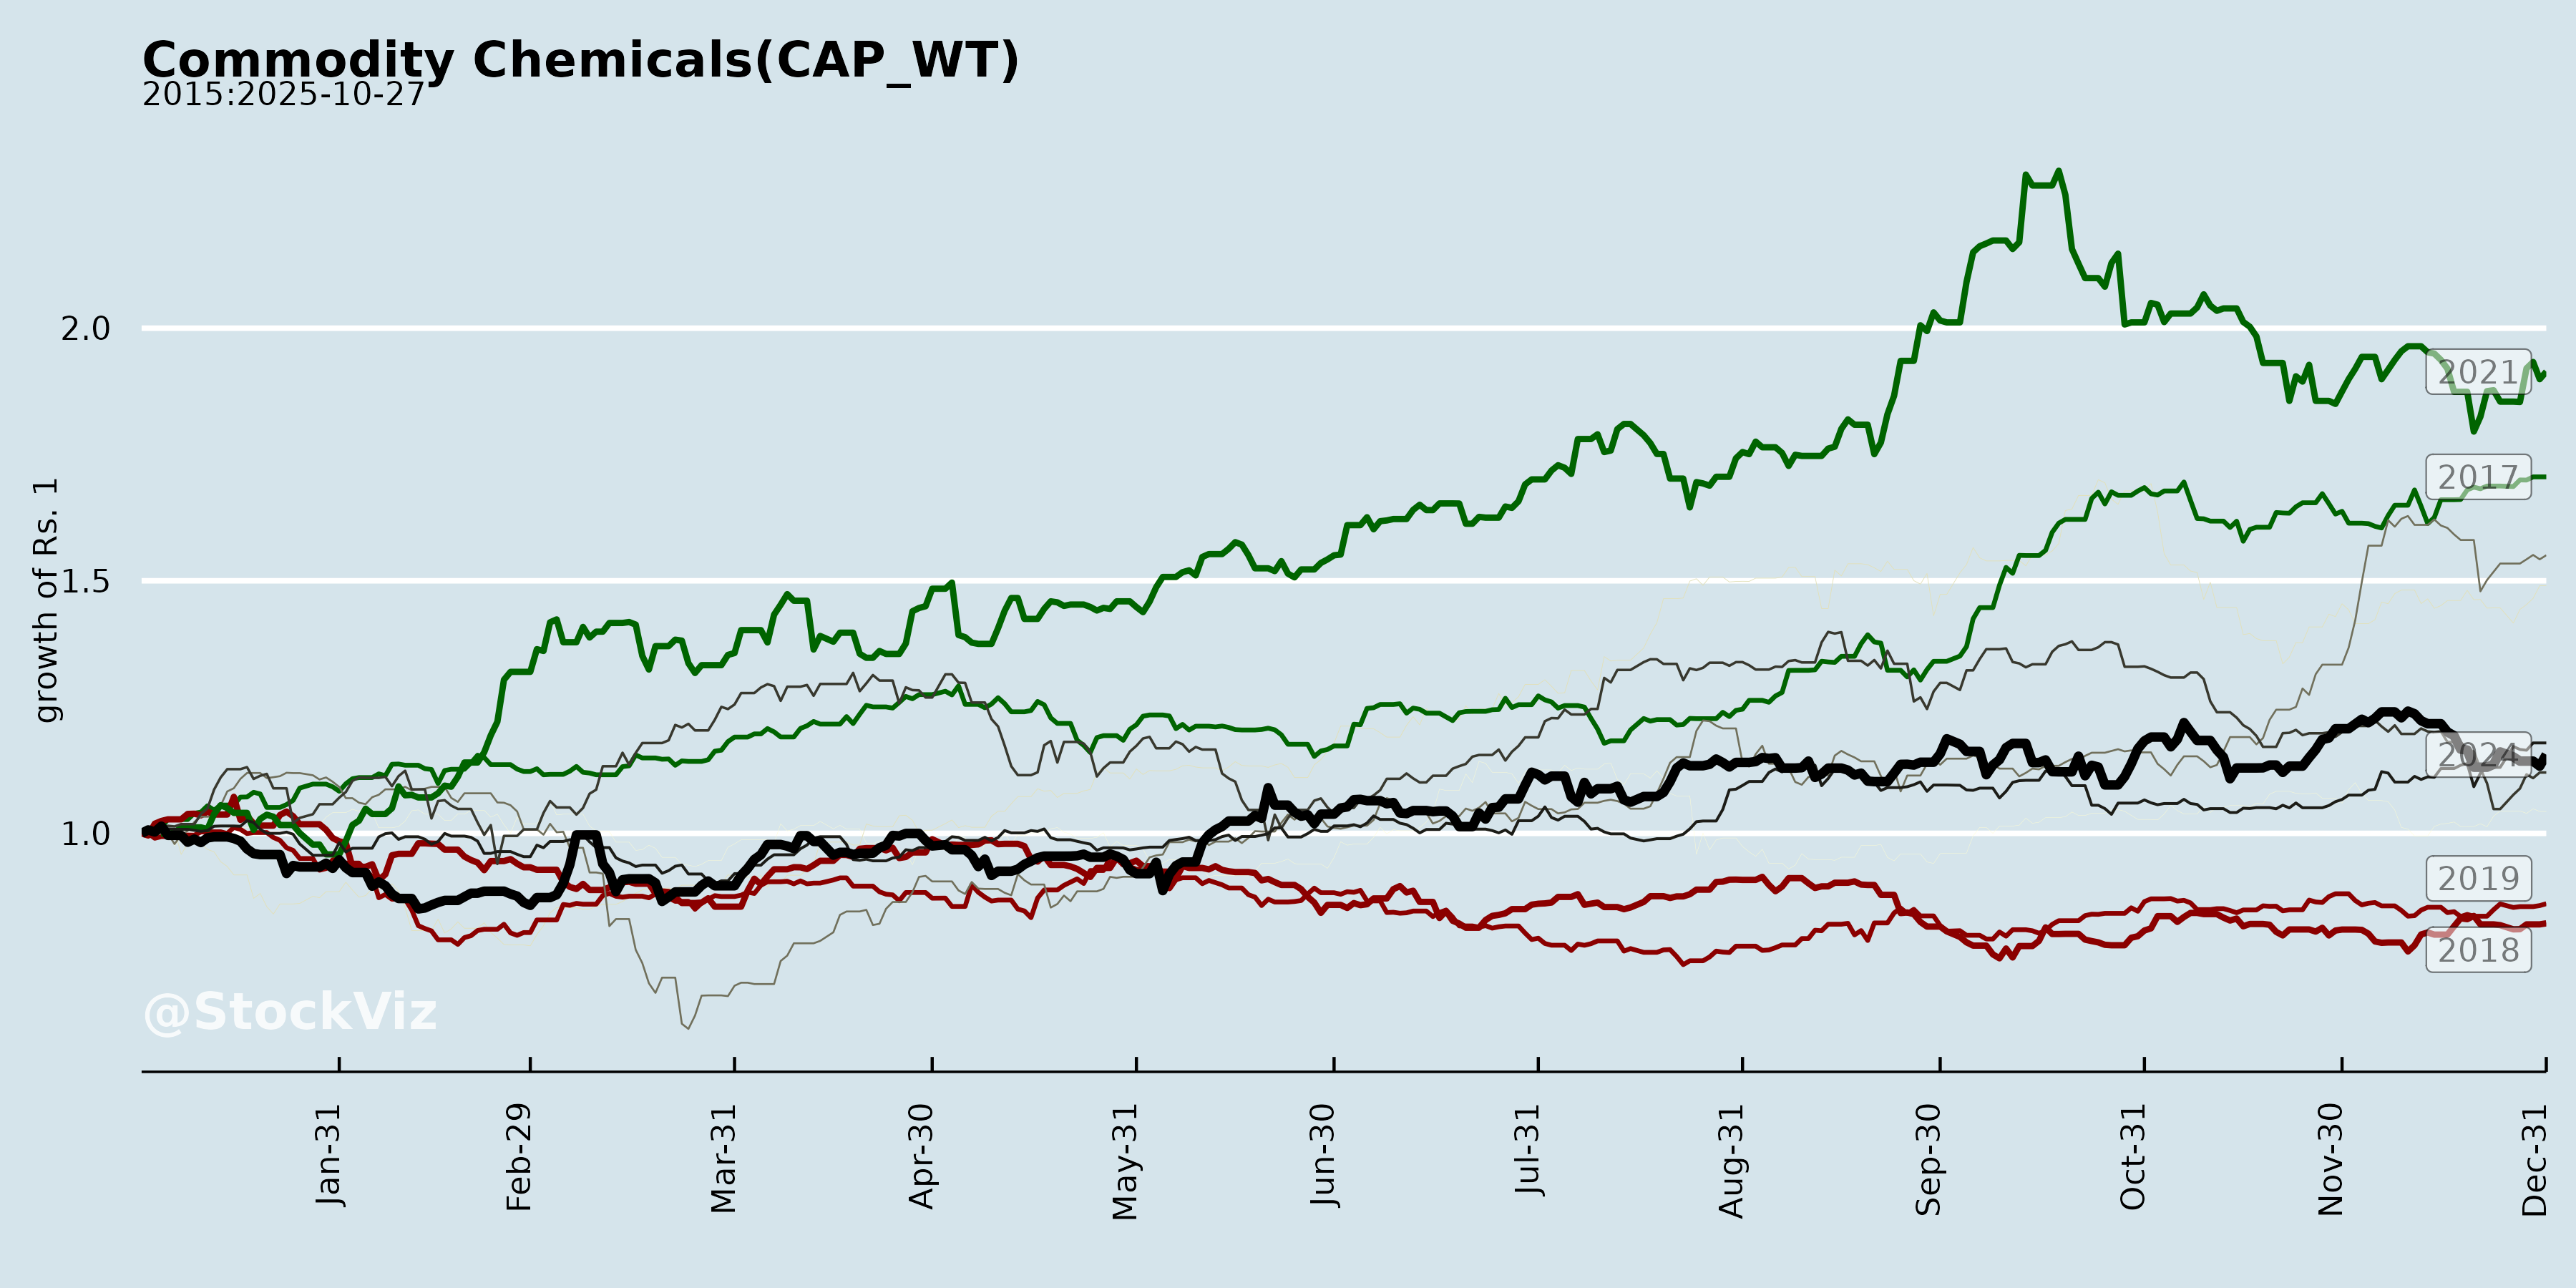 Commodity Chemicals(CAP_WT)
2015:2025-10-27
growth of Rs. 1
2.0
1.5
1.0
2021
2017
2024
2019
2018
@StockViz
Jan-31
Feb-29
Mar-31
Apr-30
May-31
Jun-30
Jul-31
Aug-31
Sep-30
Oct-31
Nov-30
Dec-31